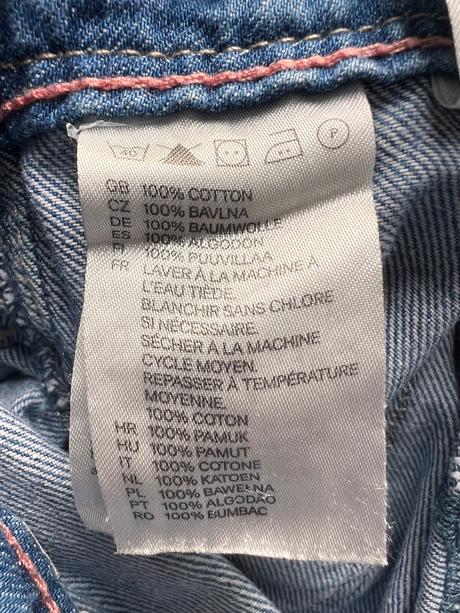 40 P
GB 100% COTTON
CZ 100% BAVLNA
DE 100% BAUMWOLLE
ES 100% ALGODON
FI 100% PUUVILLAA
FR LAVER À LA MACHINE À
L'EAU TIÈDE.
BLANCHIR SANS CHLORE
SI NÉCESSAIRE.
SÉCHER À LA MACHINE
CYCLE MOYEN.
REPASSER À TEMPÉRATURE
MOYENNE.
100% COTON
HR 100% PAMUK
HU 100% PAMUT
IT 100% COTONE
NL 100% KATOEN
PL 100% BAWEŁNA
PT 100% ALGODÃO
RO 100% BUMBAC